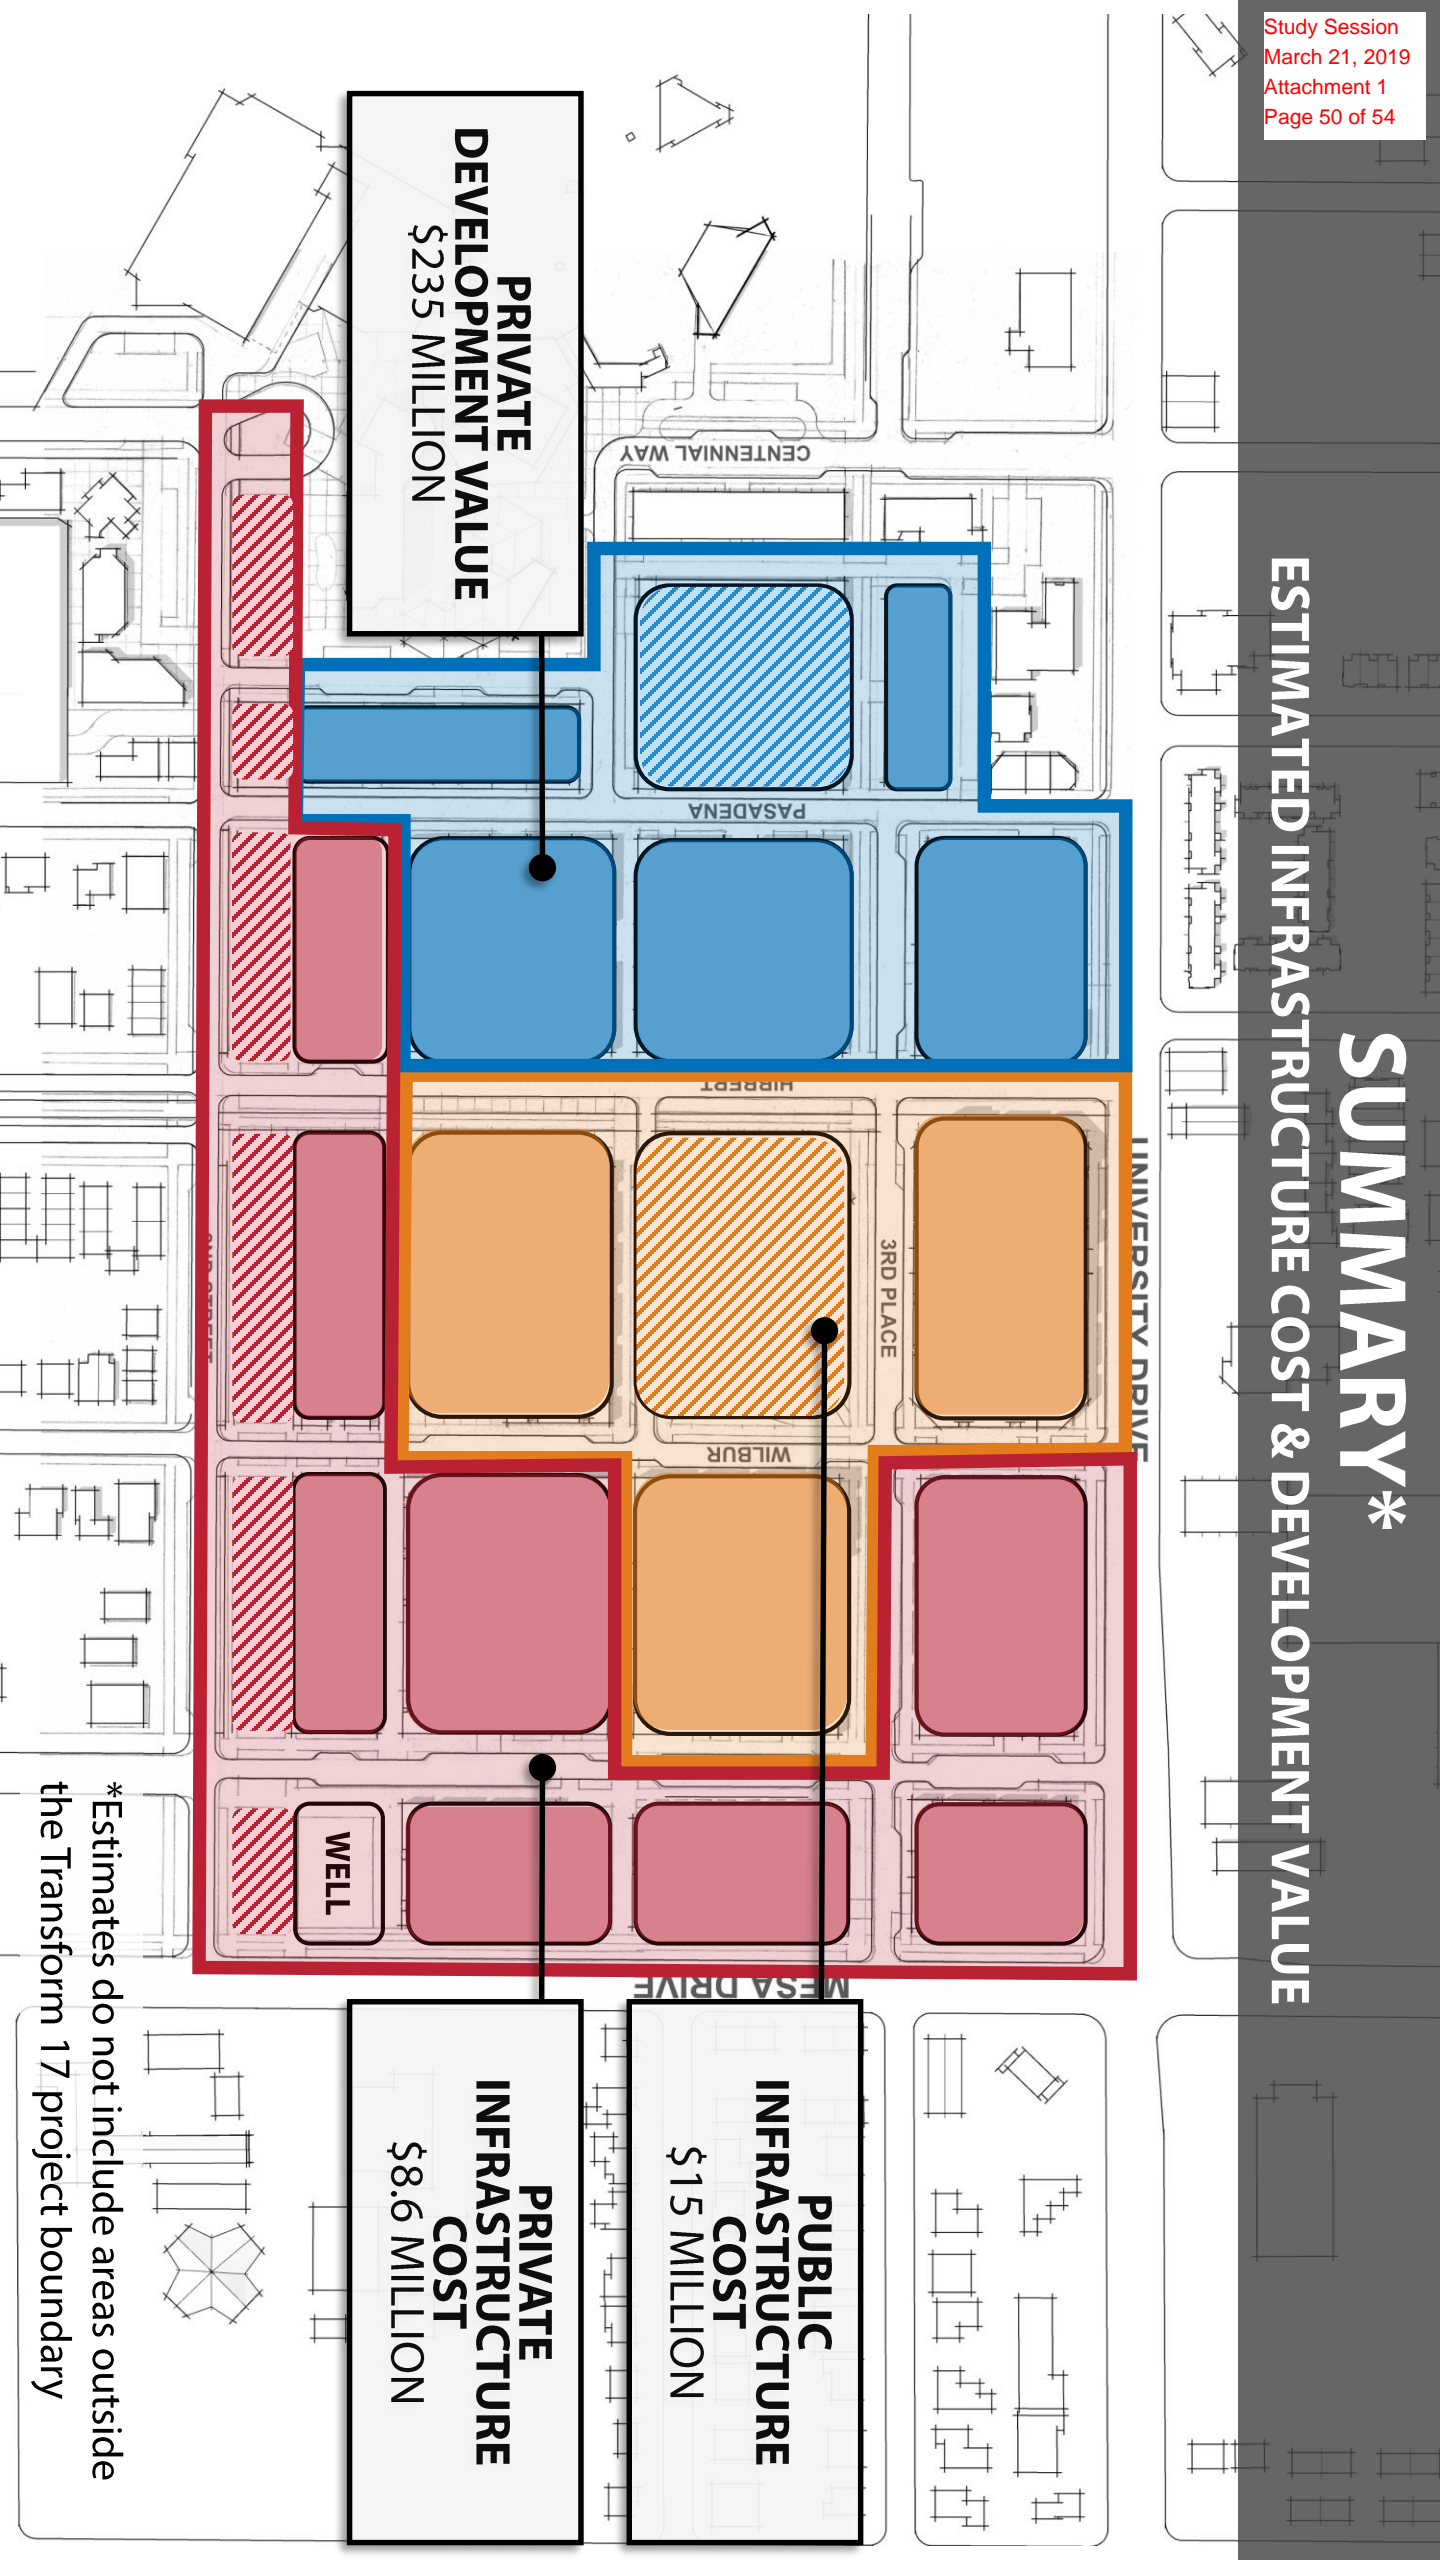 Study Session
March 21, 2019
Attachment 1
Page 50 of 54
SUMMARY*
ESTIMATED INFRASTRUCTURE COST & DEVELOPMENT VALUE
UNIVERSITY DRIVE
CENTENNIAL WAY
PASADENA
HIBBERT
3RD PLACE
WILBUR
MESA DRIVE
WELL
PRIVATE
DEVELOPMENT VALUE
$235 MILLION
PUBLIC
INFRASTRUCTURE
COST
$15 MILLION
PRIVATE
INFRASTRUCTURE
COST
$8.6 MILLION
*Estimates do not include areas outside
the Transform 17 project boundary